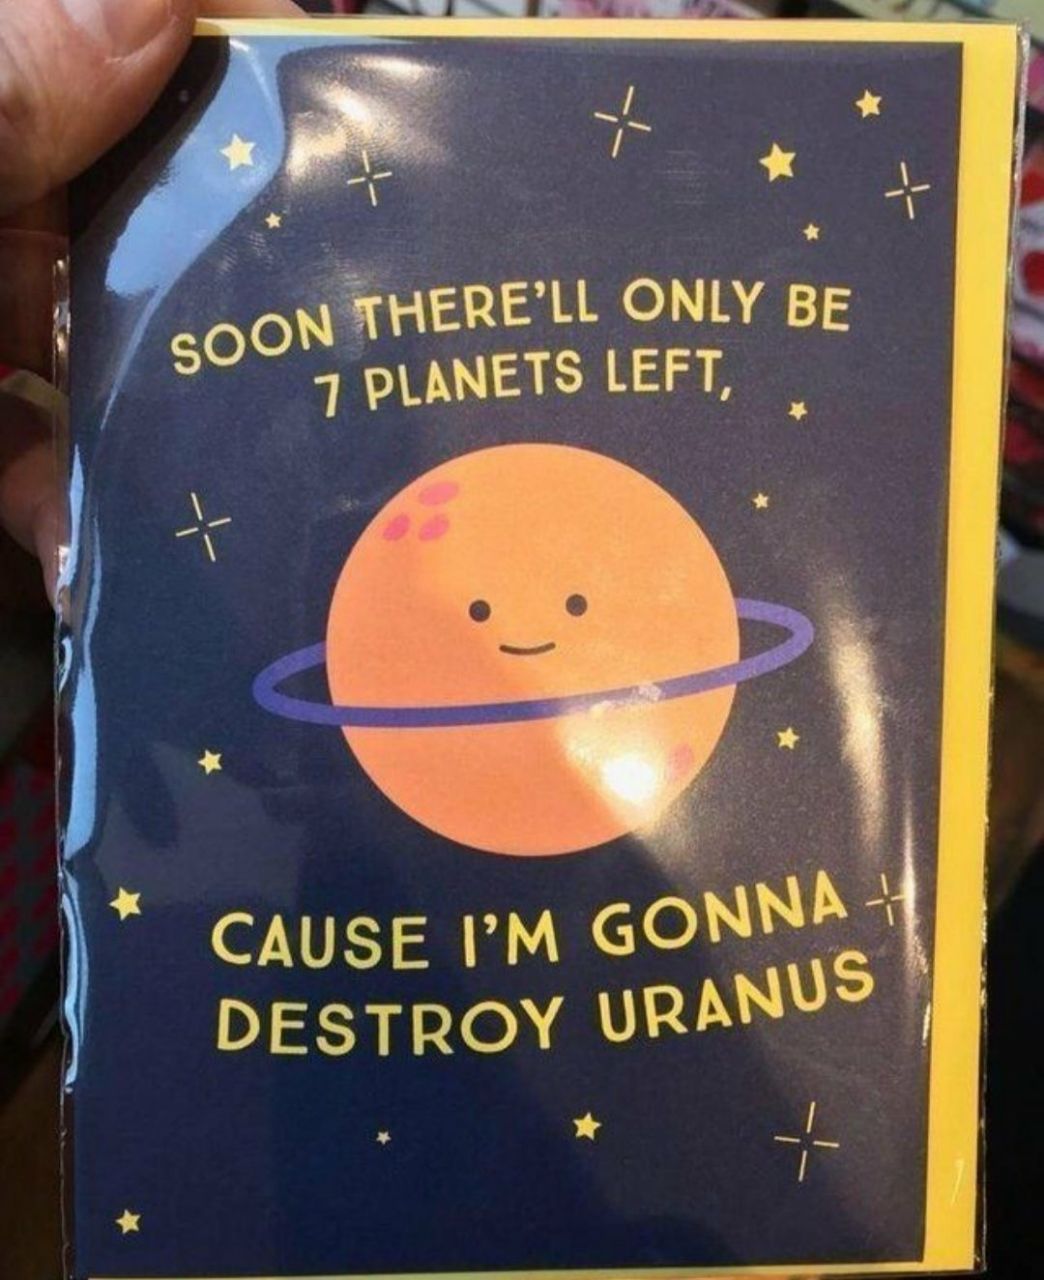 SOON THERE'LL ONLY BE
7 PLANETS LEFT,
CAUSE I'M GONNA
DESTROY URANUS